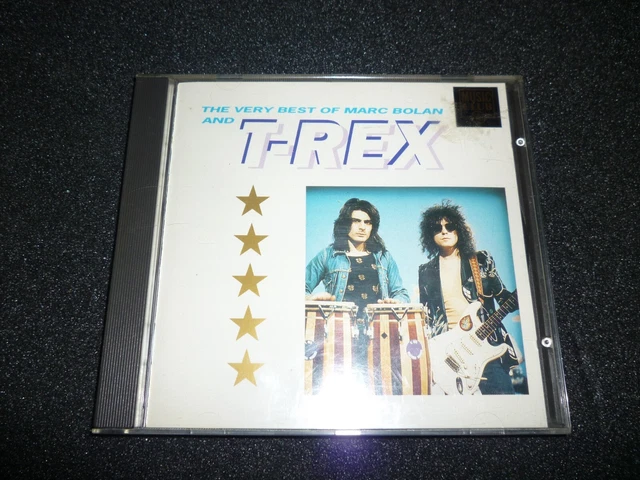 THE VERY BEST OF MARC BOLAN
AND T-REX